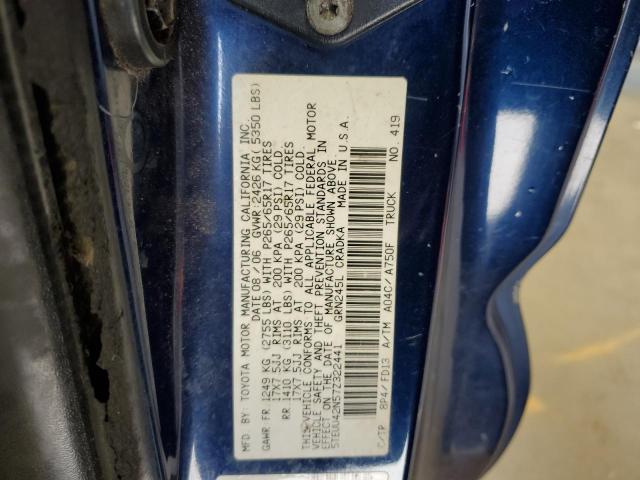 MFD. BY TOYOTA MOTOR MANUFACTURING CALIFORNIA INC.
DATE 08/06 GVWR 2426 KG ( 5350 LBS)
GAWR FR 1249 KG (2755 LBS) WITH P265/65R17 TIRES
17X7.5JJ RIMS AT 200 KPA (29 PSI) COLD
RR 1410 KG (3110 LBS) WITH P265/65R17 TIRES
17X7.5JJ RIMS AT 200 KPA (29 PSI) COLD
THIS VEHICLE CONFORMS TO ALL APPLICABLE FEDERAL MOTOR
VEHICLE SAFETY AND THEFT PREVENTION STANDARDS IN
EFFECT ON THE DATE OF MANUFACTURE SHOWN ABOVE.
5TEUU42N57Z322441 GRN245L CRADKA MADE IN U.S.A.
C/TR 8P4/FD13 A/TM A04C/A750F TRUCK NO. 419